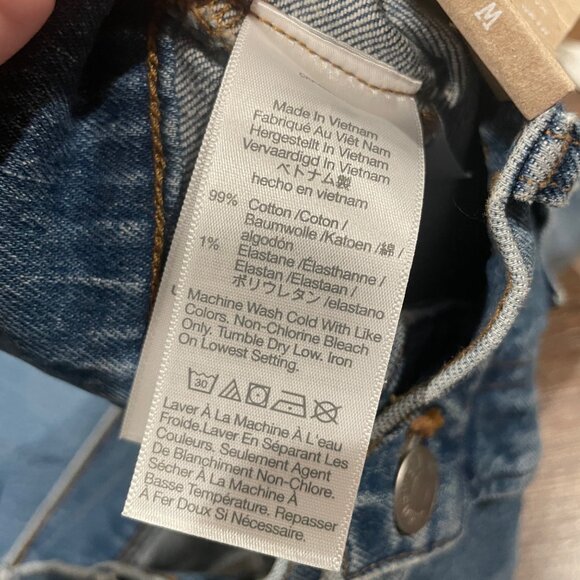 M
Made In Vietnam
Fabriqué Au Viêt Nam
Hergestellt In Vietnam
Vervaardigd In Vietnam
ベトナム製
hecho en vietnam
99% Cotton /Coton/
Baumwolle /Katoen /綿 /
algodón
1% Elastane /Élasthanne /
Elastan /Elastaan /
ポリウレタン /elastano
Machine Wash Cold With Like
Colors. Non-Chlorine Bleach
Only. Tumble Dry Low. Iron
On Lowest Setting.
30
Laver À La Machine À L'eau
Froide.Laver En Séparant Les
Couleurs. Seulement Agent
De Blanchiment Non-Chlore.
Sécher À La Machine À
Basse Température. Repasser
À Fer Doux Si Nécessaire.